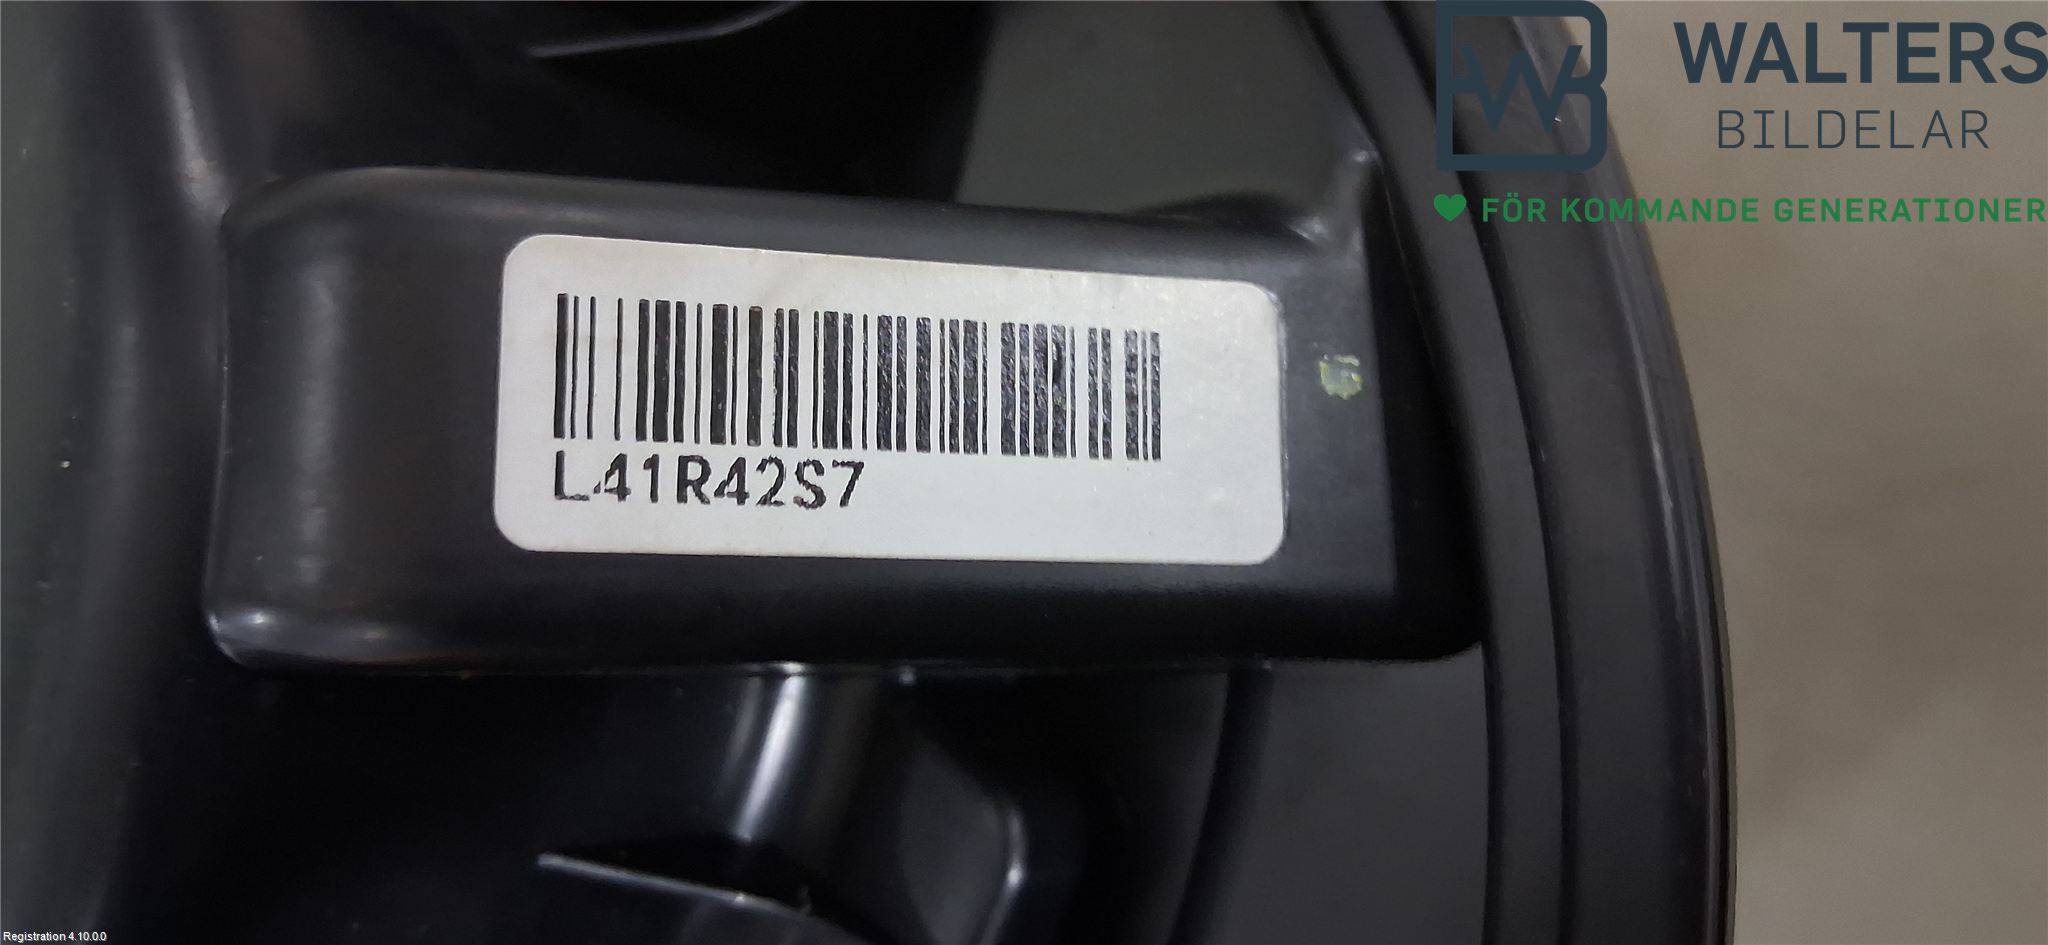 WALTERS
BILDELAR
FÖR KOMMANDE GENERATIONER
L41R42S7
Registration 4.10.0.0